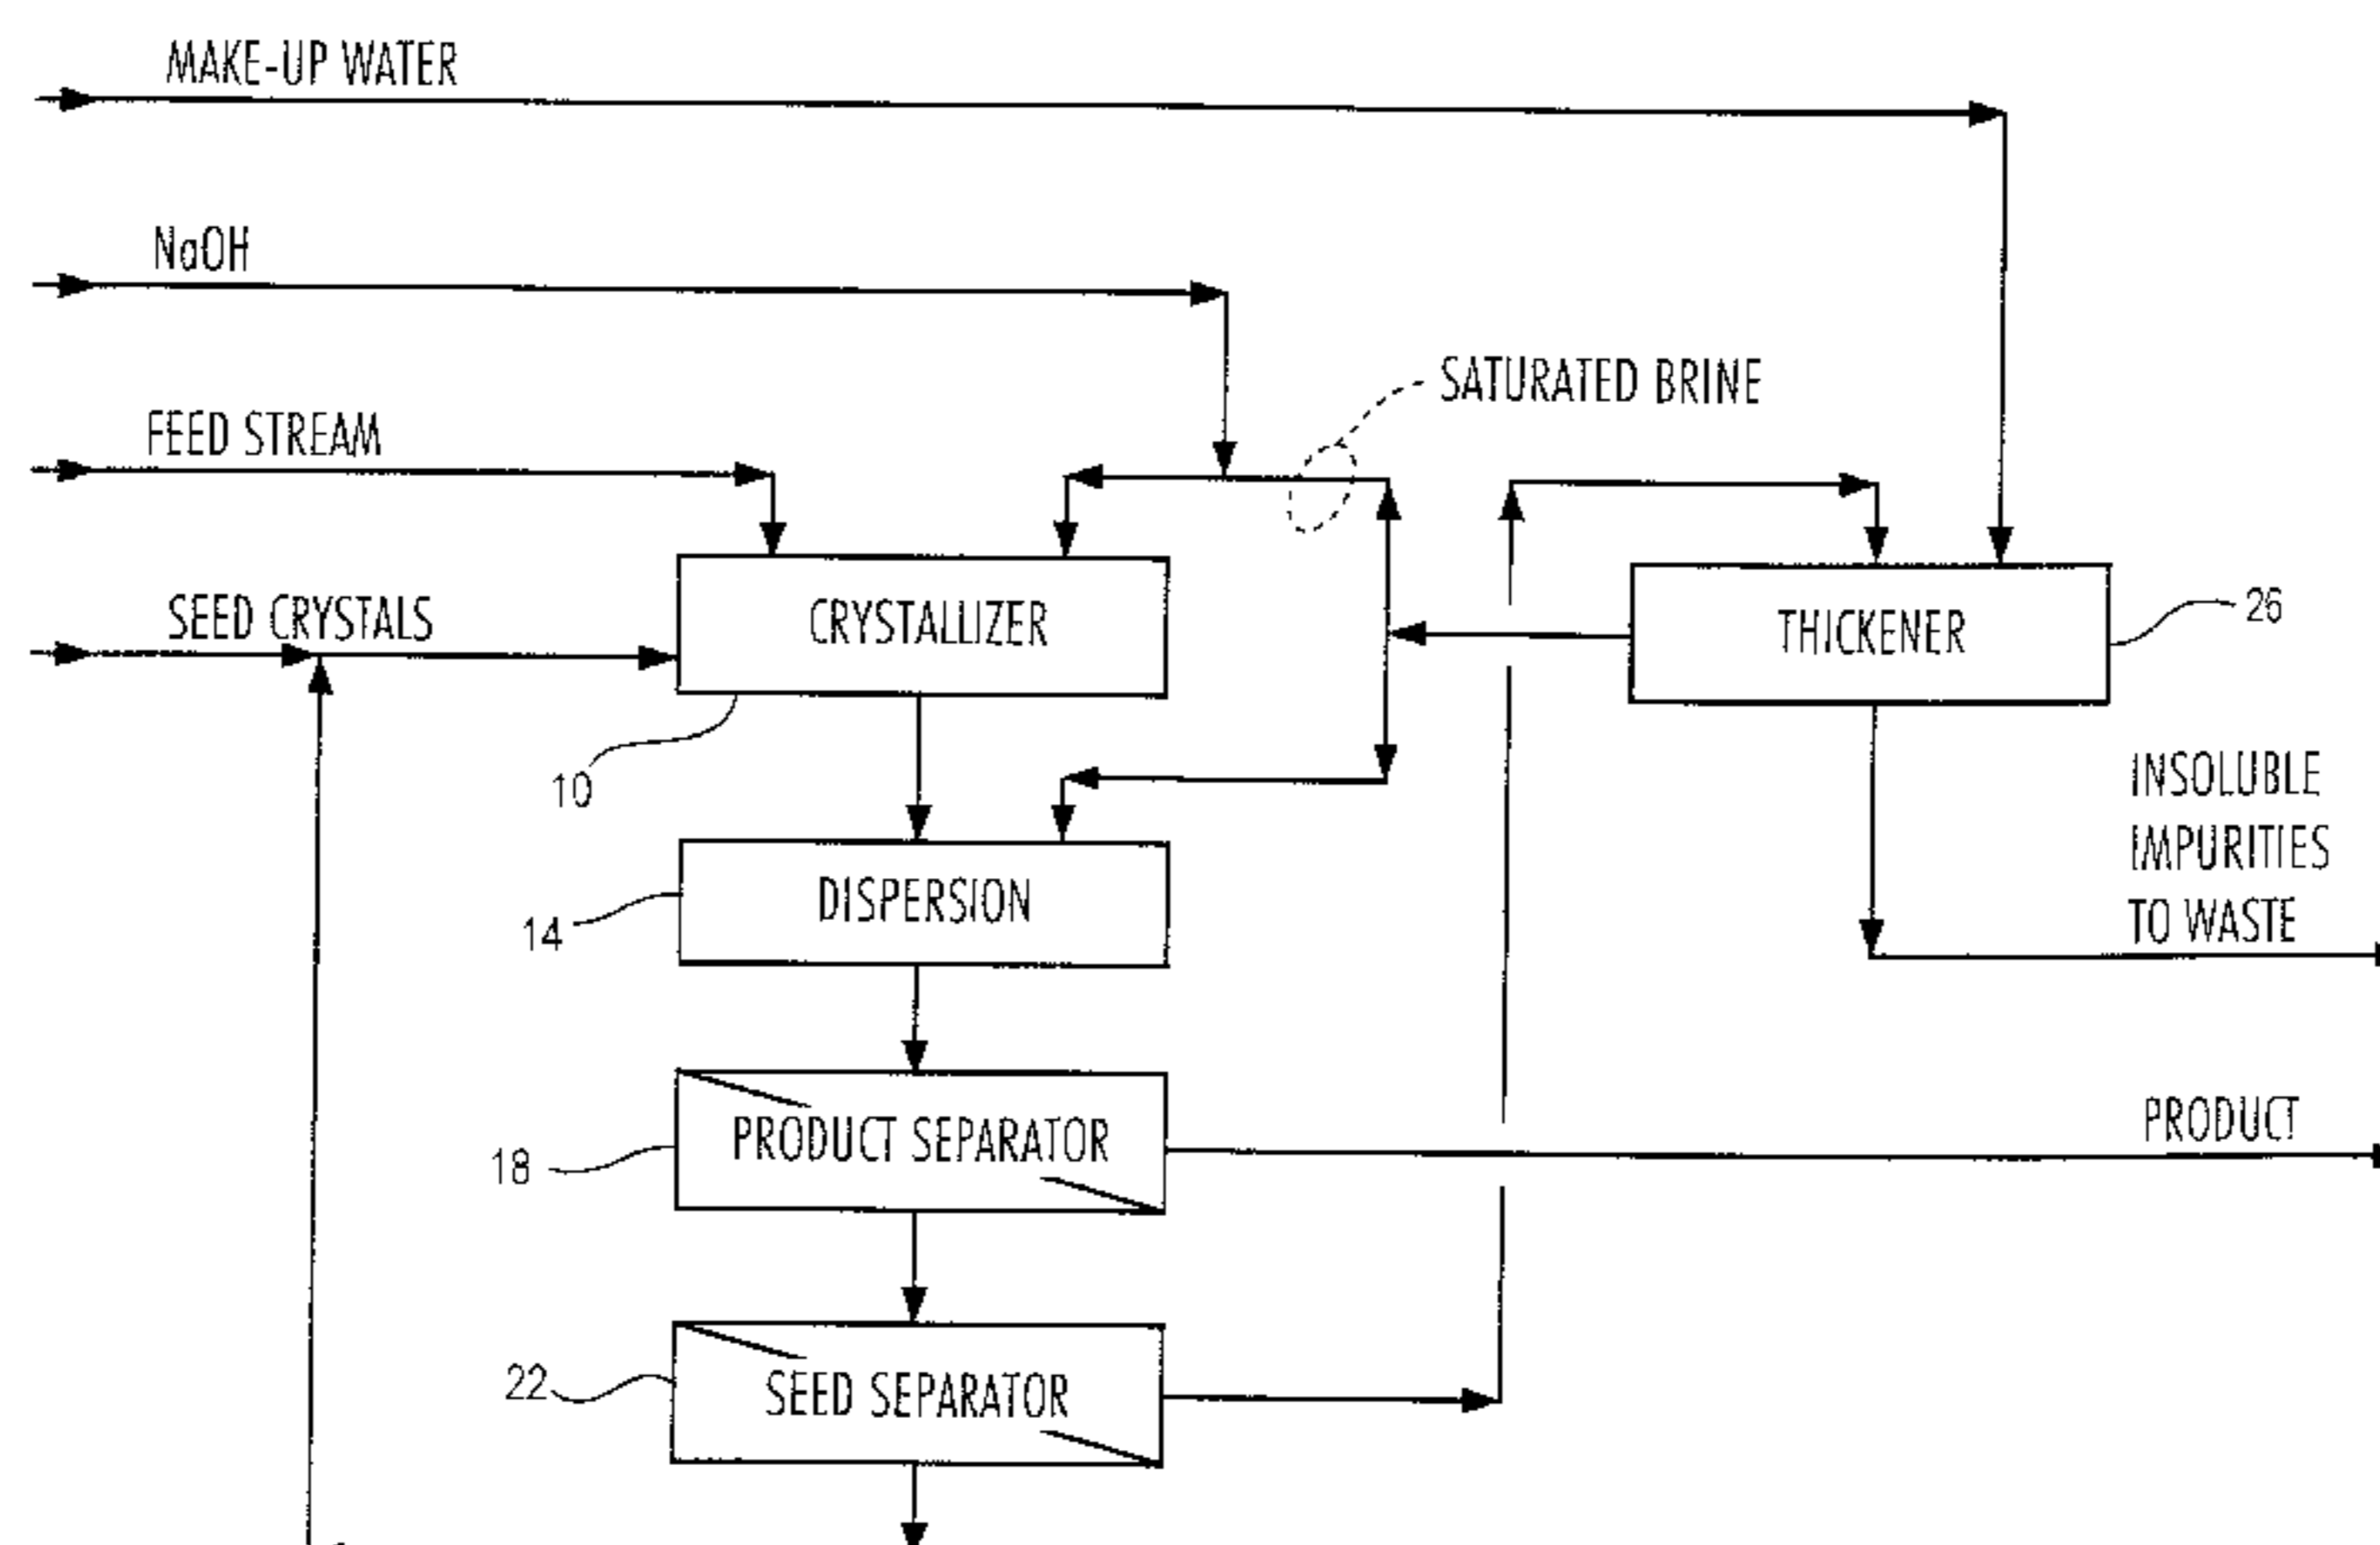 MAKE-UP WATER
NaOH
SATURATED BRINE
FEED STREAM
SEED CRYSTALS
CRYSTALLIZER
THICKENER
26
10
INSOLUBLE
IMPURITIES
TO WASTE
DISPERSION
14
PRODUCT
PRODUCT SEPARATOR
18
22
SEED SEPARATOR